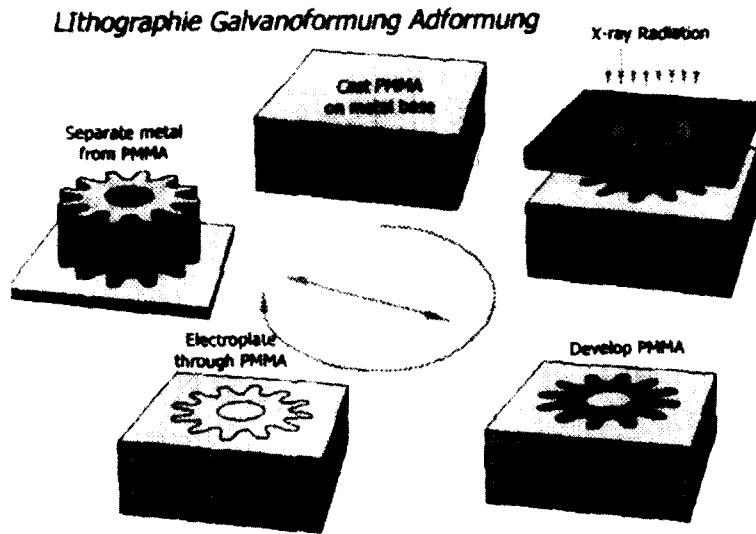 LIthographie Galvanoformung Adformung
X-ray Radiation
Cast PMMA
on metal base
Separate metal
from PMMA
Electroplate
through PMMA
Develop PMMA